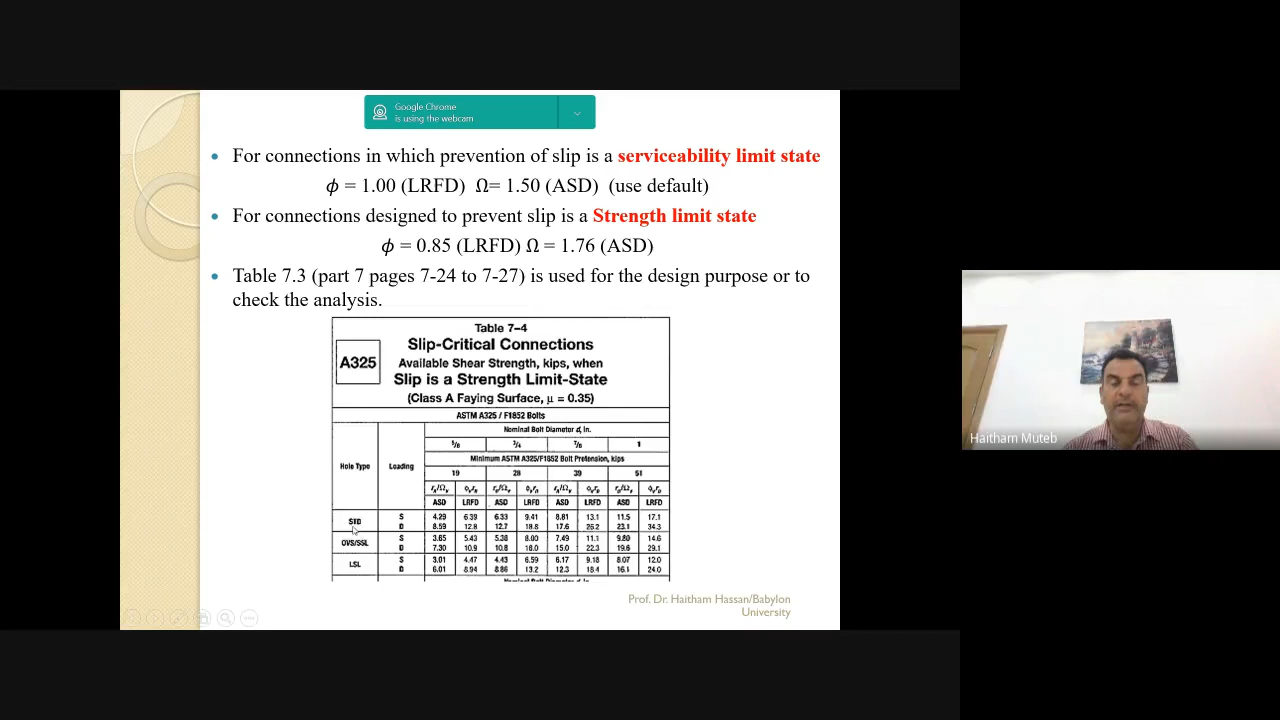 Google Chrome
is using the webcam
For connections in which prevention of slip is a serviceability limit state
ϕ = 1.00 (LRFD) Ω= 1.50 (ASD) (use default)
For connections designed to prevent slip is a Strength limit state
ϕ = 0.85 (LRFD) Ω = 1.76 (ASD)
Table 7.3 (part 7 pages 7-24 to 7-27) is used for the design purpose or to
check the analysis.
Table 7–4
Slip-Critical Connections
A325
Available Shear Strength, kips, when
Slip is a Strength Limit-State
(Class A Faying Surface, μ = 0.35)
ASTM A325 / F1852 Bolts
Hole Type Loading
Nominal Bolt Diameter d, in.
5/8 3/4 7/8 1
Minimum ASTM A325/F1852 Bolt Pretension, kips
19 28 39 51
ASD LRFD ASD LRFD ASD LRFD ASD LRFD
STD S 4.29 6.39 6.33 9.41 8.81 13.1 11.5 17.1
D 8.59 12.8 12.7 18.8 17.6 26.2 23.1 34.3
OVS/SSL S 3.65 5.43 5.38 8.00 7.49 11.1 9.80 14.6
D 7.30 10.9 10.8 16.0 15.0 22.3 19.6 29.1
LSL S 3.01 4.47 4.43 6.59 6.17 9.18 8.07 12.0
D 6.01 8.94 8.86 13.2 12.3 18.4 16.1 24.0
Prof. Dr. Haitham Hassan/Babylon
University
Haitham Muteb